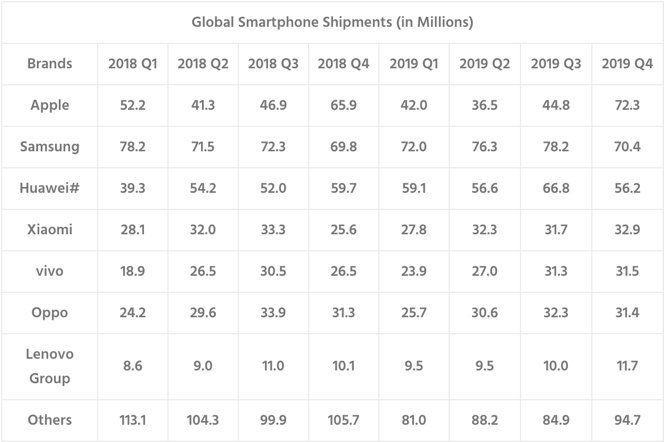 Global Smartphone Shipments (in Millions)
Brands 2018 Q1 2018 Q2 2018 Q3 2018 Q4 2019 Q1 2019 Q2 2019 Q3 2019 Q4
Apple 52.2 41.3 46.9 65.9 42.0 36.5 44.8 72.3
Samsung 78.2 71.5 72.3 69.8 72.0 76.3 78.2 70.4
Huawei# 39.3 54.2 52.0 59.7 59.1 56.6 66.8 56.2
Xiaomi 28.1 32.0 33.3 25.6 27.8 32.3 31.7 32.9
vivo 18.9 26.5 30.5 26.5 23.9 27.0 31.3 31.5
Oppo 24.2 29.6 33.9 31.3 25.7 30.6 32.3 31.4
Lenovo
Group 8.6 9.0 11.0 10.1 9.5 9.5 10.0 11.7
Others 113.1 104.3 99.9 105.7 81.0 88.2 84.9 94.7